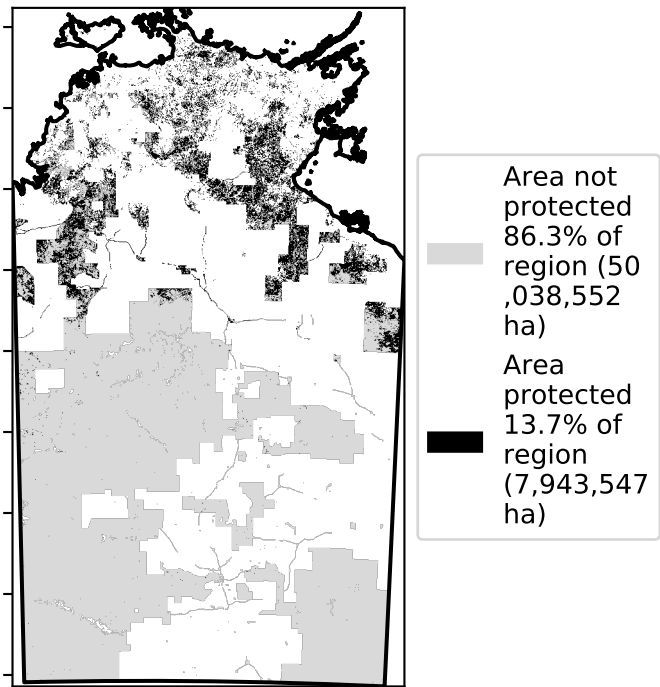 Area not
protected
86.3% of
region (50
,038,552
ha)
Area
protected
13.7% of
region
(7,943,547
ha)